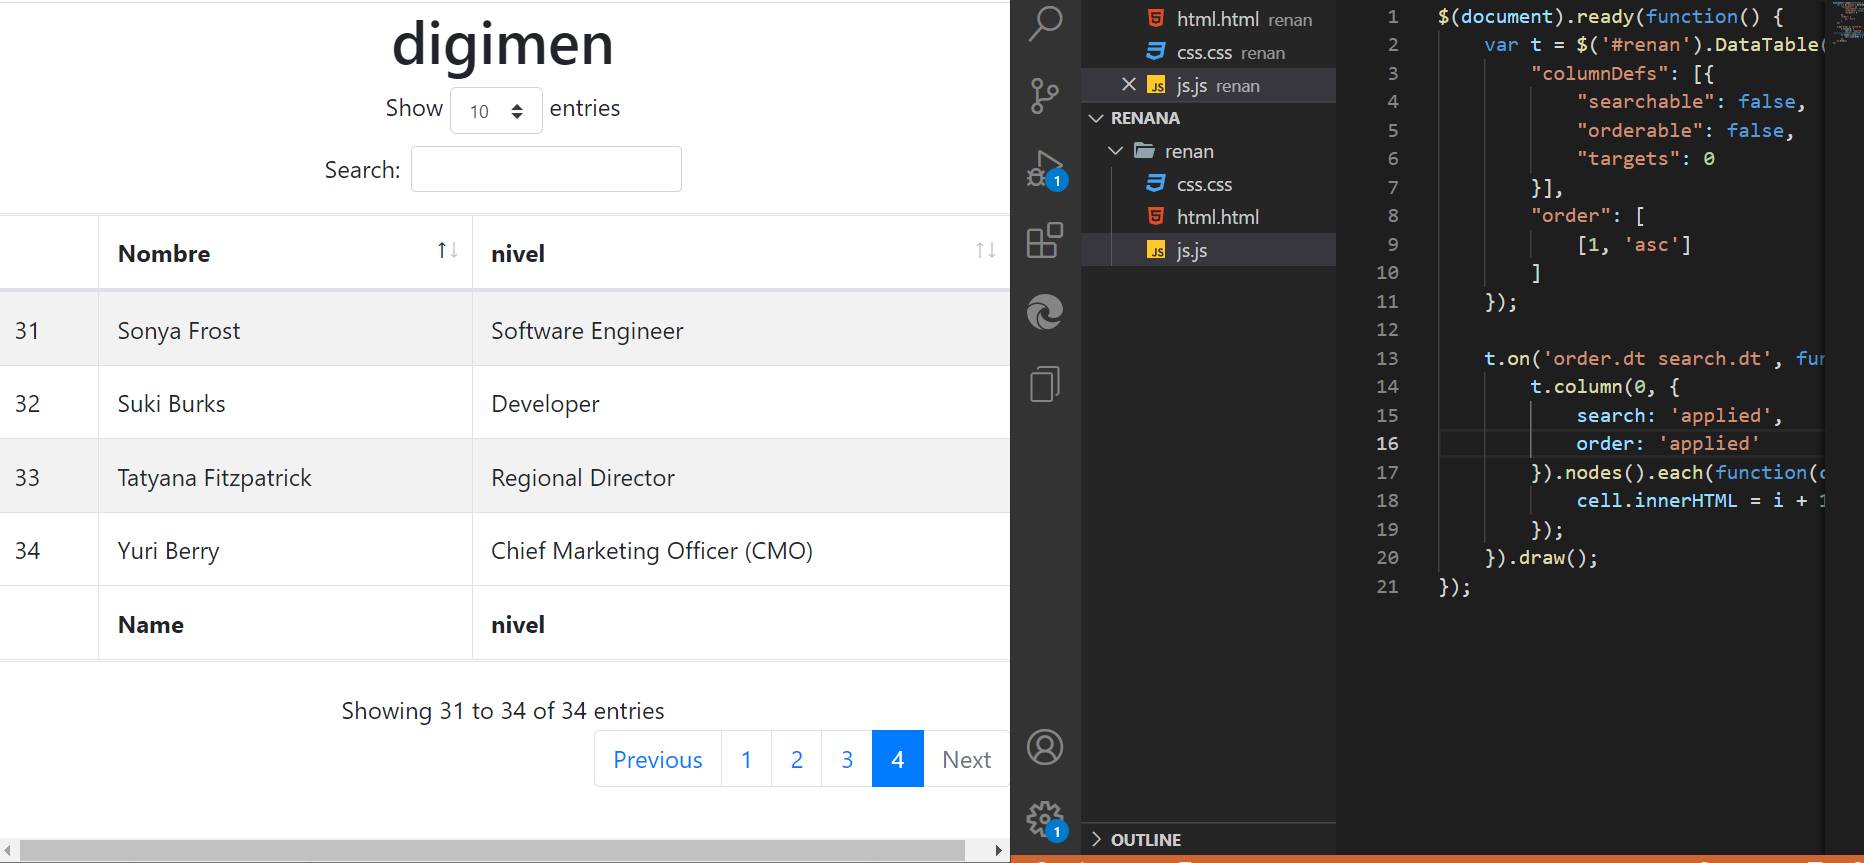 digimen
Show 10 entries
Search:
Nombre nivel
31 Sonya Frost Software Engineer
32 Suki Burks Developer
33 Tatyana Fitzpatrick Regional Director
34 Yuri Berry Chief Marketing Officer (CMO)
Name nivel
Showing 31 to 34 of 34 entries
Previous 1 2 3 4 Next
1
1
html.html renan
css.css renan
JS js.js renan
RENANA
renan
css.css
html.html
JS js.js
OUTLINE
1 $(document).ready(function() {
2 var t = $('#renan').DataTable(
3 "columnDefs": [{
4 "searchable": false,
5 "orderable": false,
6 "targets": 0
7 }],
8 "order": [
9 [1, 'asc']
10 ]
11 });
12
13 t.on('order.dt search.dt', fun
14 t.column(0, {
15 search: 'applied',
16 order: 'applied'
17 }).nodes().each(function(c
18 cell.innerHTML = i + 1
19 });
20 }).draw();
21 });